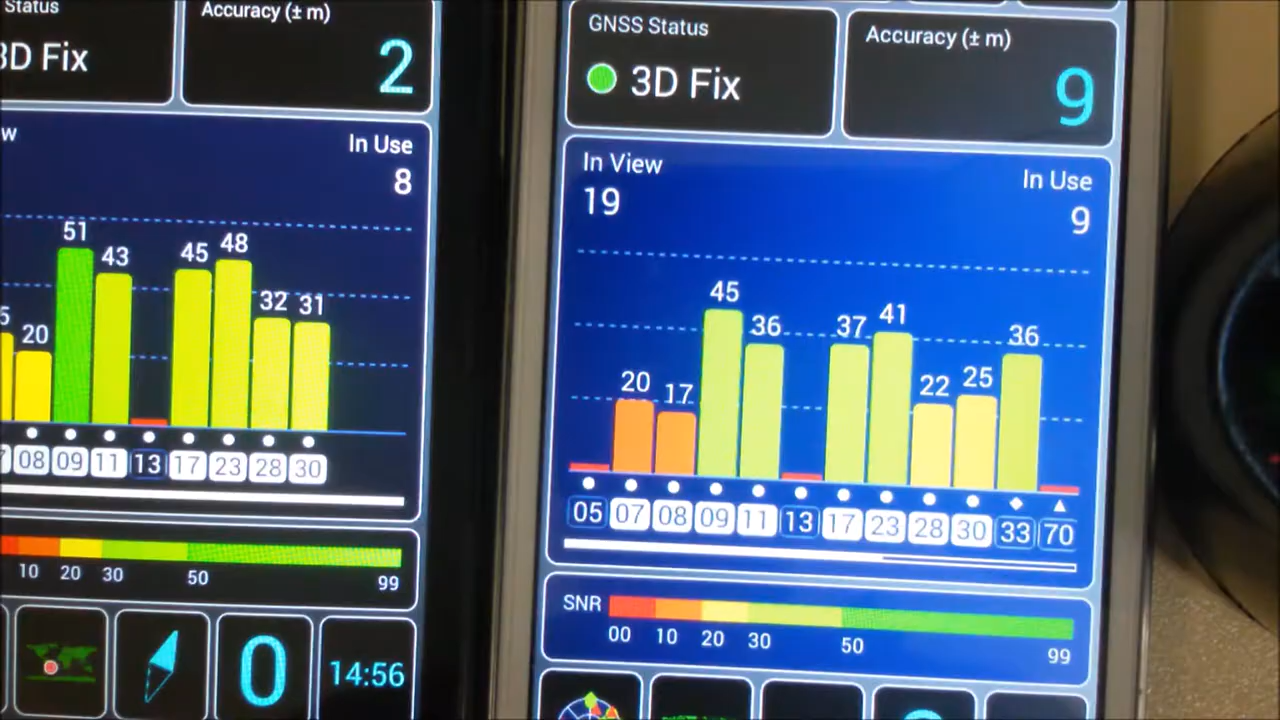 Status
3D Fix
Accuracy (± m)
2
In Use
8
51
43
45
48
20
32
31
08 09 11 13 17 23 28 30
10 20 30 50 99
0
14:56
GNSS Status
3D Fix
Accuracy (± m)
9
In View
19
In Use
9
20 17 45 36 37 41 22 25 36
05 07 08 09 11 13 17 23 28 30 33 70
SNR
00 10 20 30 50 99